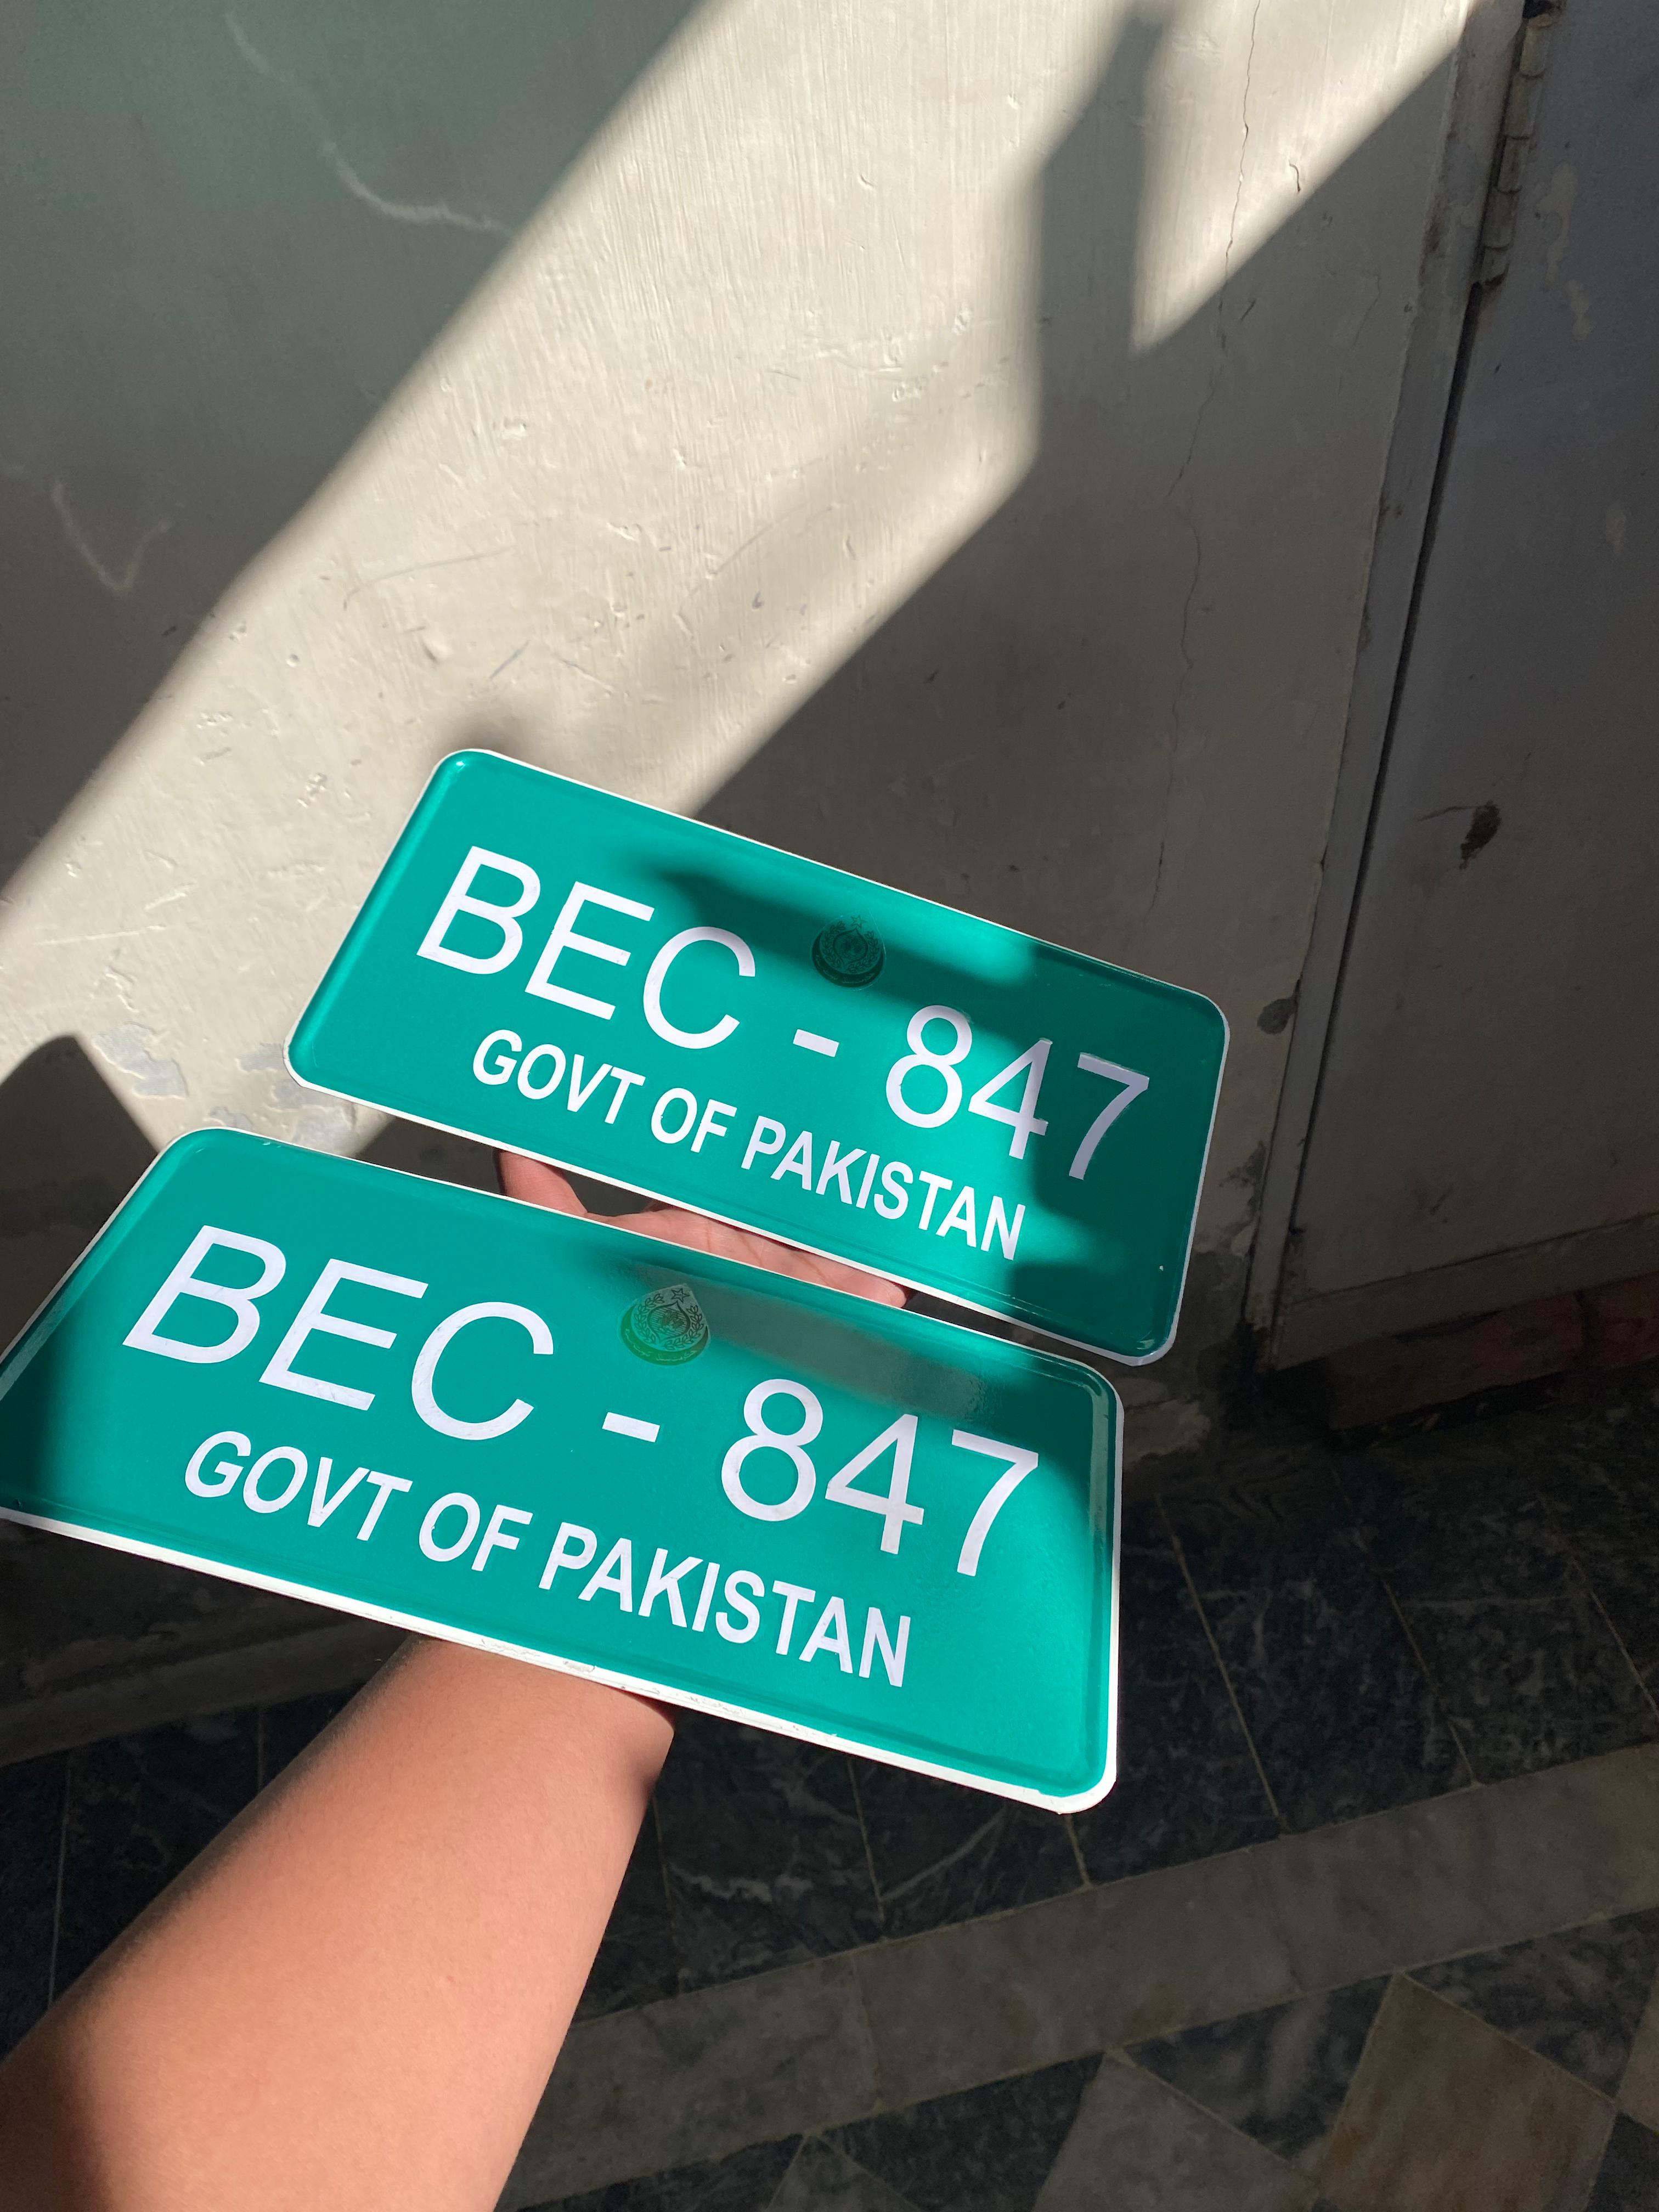 BEC - 847
GOVT OF PAKISTAN
BEC - 847
GOVT OF PAKISTAN